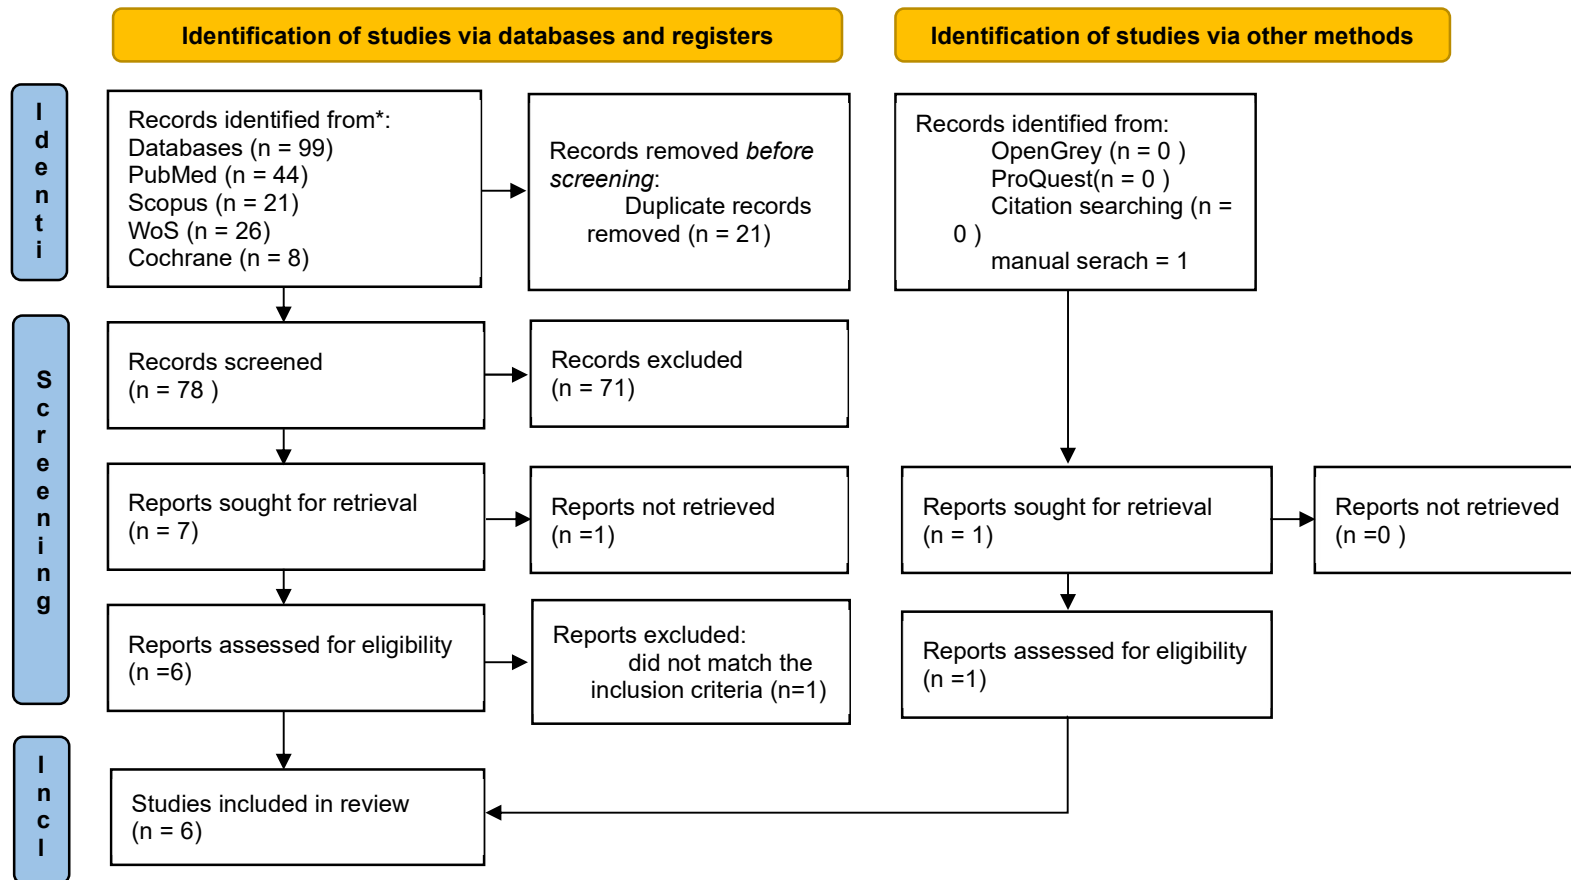 Identification of studies via databases and registers
Identification of studies via other methods
Identi
Records identified from*:
Databases (n = 99)
PubMed (n = 44)
Scopus (n = 21)
WoS (n = 26)
Cochrane (n = 8)
Records removed before
screening:
Duplicate records
removed (n = 21)
Records identified from:
OpenGrey (n = 0 )
ProQuest(n = 0 )
Citation searching (n =
0 )
manual serach = 1
Screening
Records screened
(n = 78 )
Records excluded
(n = 71)
Reports sought for retrieval
(n = 7)
Reports not retrieved
(n =1)
Reports sought for retrieval
(n = 1)
Reports not retrieved
(n =0 )
Reports assessed for eligibility
(n =6)
Reports excluded:
did not match the
inclusion criteria (n=1)
Reports assessed for eligibility
(n =1)
Incl
Studies included in review
(n = 6)